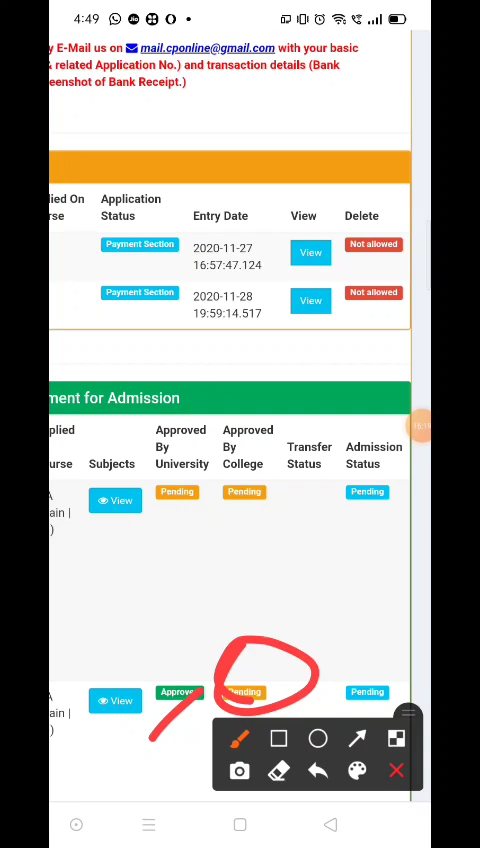 4:49
y E-Mail us on mail.cponline@gmail.com with your basic
& related Application No.) and transaction details (Bank
eenshot of Bank Receipt.)
lied On
rse
Application
Status
Entry Date
View
Delete
Payment Section
2020-11-27
16:57:47.124
View
Not allowed
Payment Section
2020-11-28
19:59:14.517
View
Not allowed
ment for Admission
plied
urse
Subjects
Approved
By
University
Approved
By
College
Transfer
Status
Admission
Status
A
ain |
)
View
Pending
Pending
Pending
A
ain |
)
View
Approved
Pending
Pending